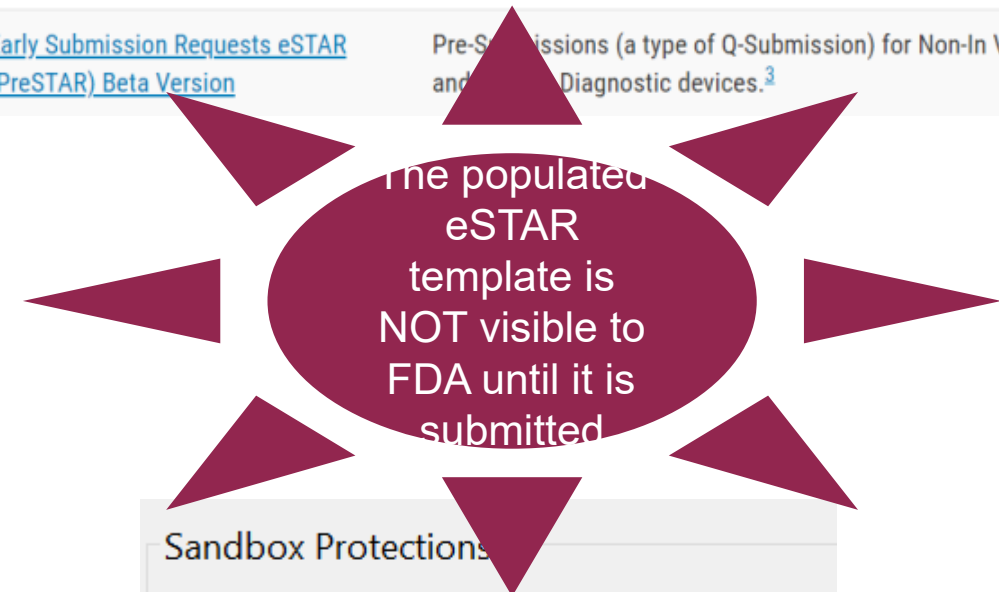 arly Submission Requests eSTAR
PreSTAR) Beta Version
Pre-S issions (a type of Q-Submission) for Non-In V
and Diagnostic devices.3
The populated
eSTAR
template is
NOT visible to
FDA until it is
submitted
Sandbox Protections